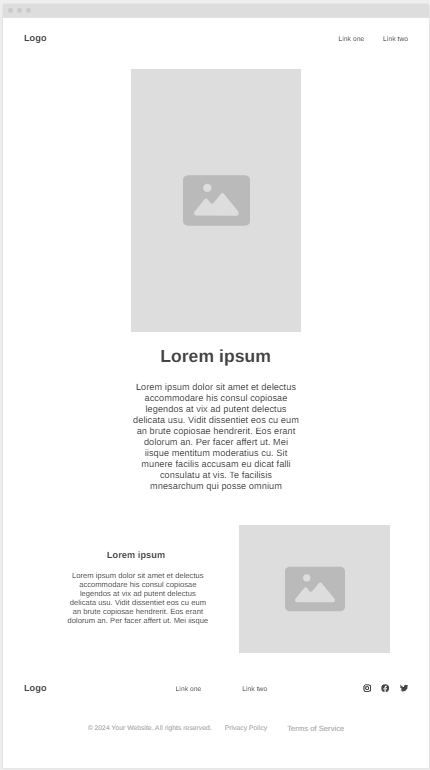 Logo
Link one
Link two
Lorem ipsum
Lorem ipsum dolor sit amet et delectus
accommodare his consul copiosae
legendos at vix ad putent delectus
delicata usu. Vidit dissentiet eos cu eum
an brute copiosae hendrerit. Eos erant
dolorum an. Per facer affert ut. Mei
iisque mentitum moderatius cu. Sit
munere facilis accusam eu dicat falli
consulatu at vis. Te facilisis
mnesarchum qui posse omnium
Lorem ipsum
Lorem ipsum dolor sit amet et delectus
accommodare his consul copiosae
legendos at vix ad putent delectus
delicata usu. Vidit dissentiet eos cu eum
an brute copiosae hendrerit. Eos erant
dolorum an. Per facer affert ut. Mei iisque
Logo
Link one
Link two
© 2024 Your Website. All rights reserved.
Privacy Policy
Terms of Service